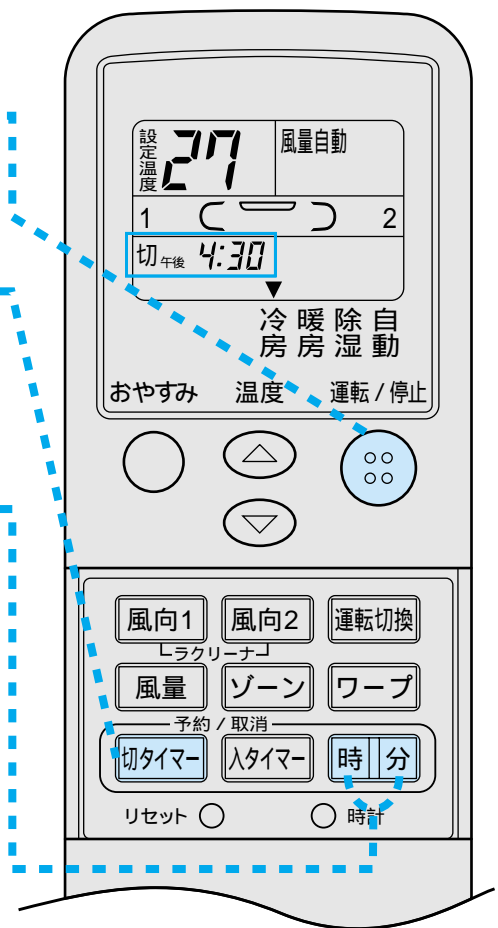 設定温度 27 風量自動
1 2
切 午後 4:30
▼
冷房 暖房 除湿 自動
おやすみ 温度 運転 / 停止
風向1 風向2 運転切換
ラクリーナ
風量 ゾーン ワープ
予約 / 取消
切タイマー 入タイマー 時 分
リセット 時計